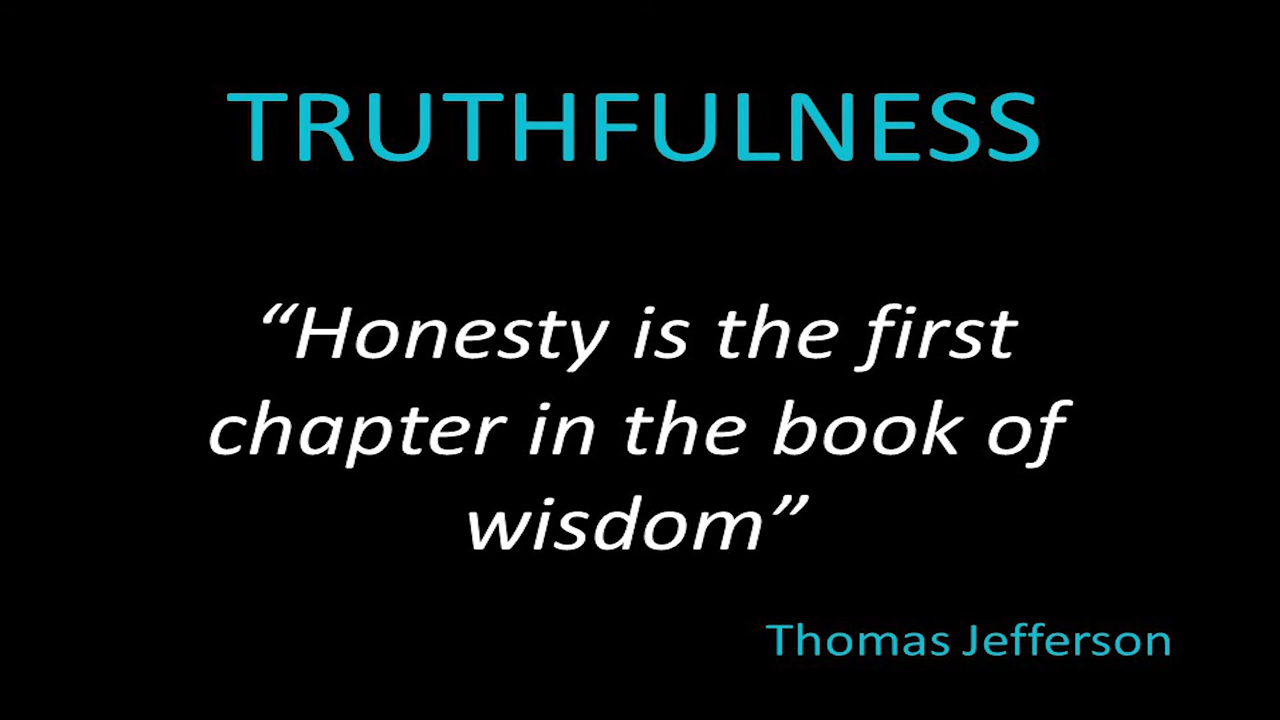 TRUTHFULNESS
“Honesty is the first
chapter in the book of
wisdom”
Thomas Jefferson